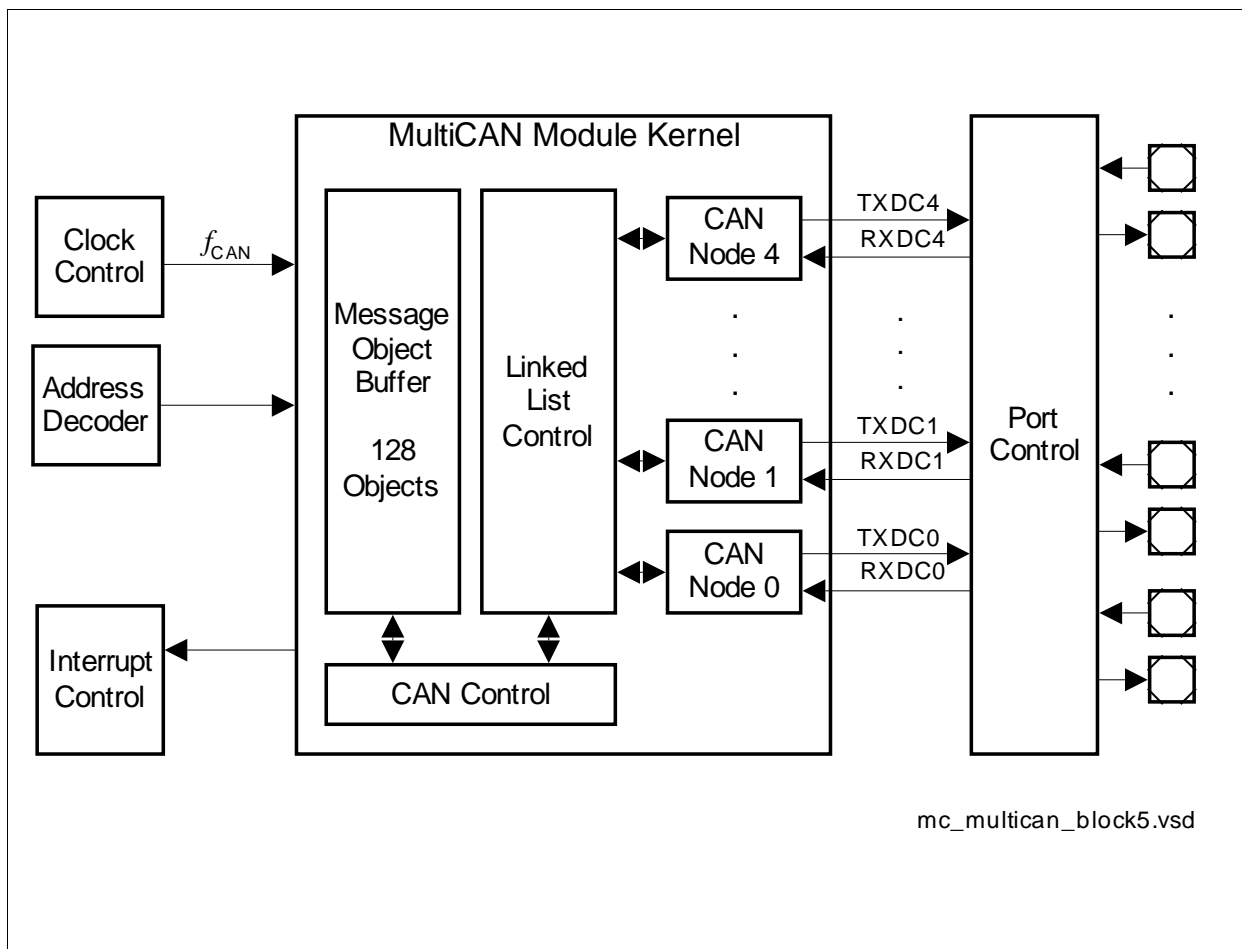 MultiCAN Module Kernel
Clock
Control
fCAN
Address
Decoder
Interrupt
Control
Message
Object
Buffer
128
Objects
Linked
List
Control
CAN Control
CAN
Node 4
CAN
Node 1
CAN
Node 0
TXDC4
RXDC4
TXDC1
RXDC1
TXDC0
RXDC0
Port
Control
mc_multican_block5.vsd